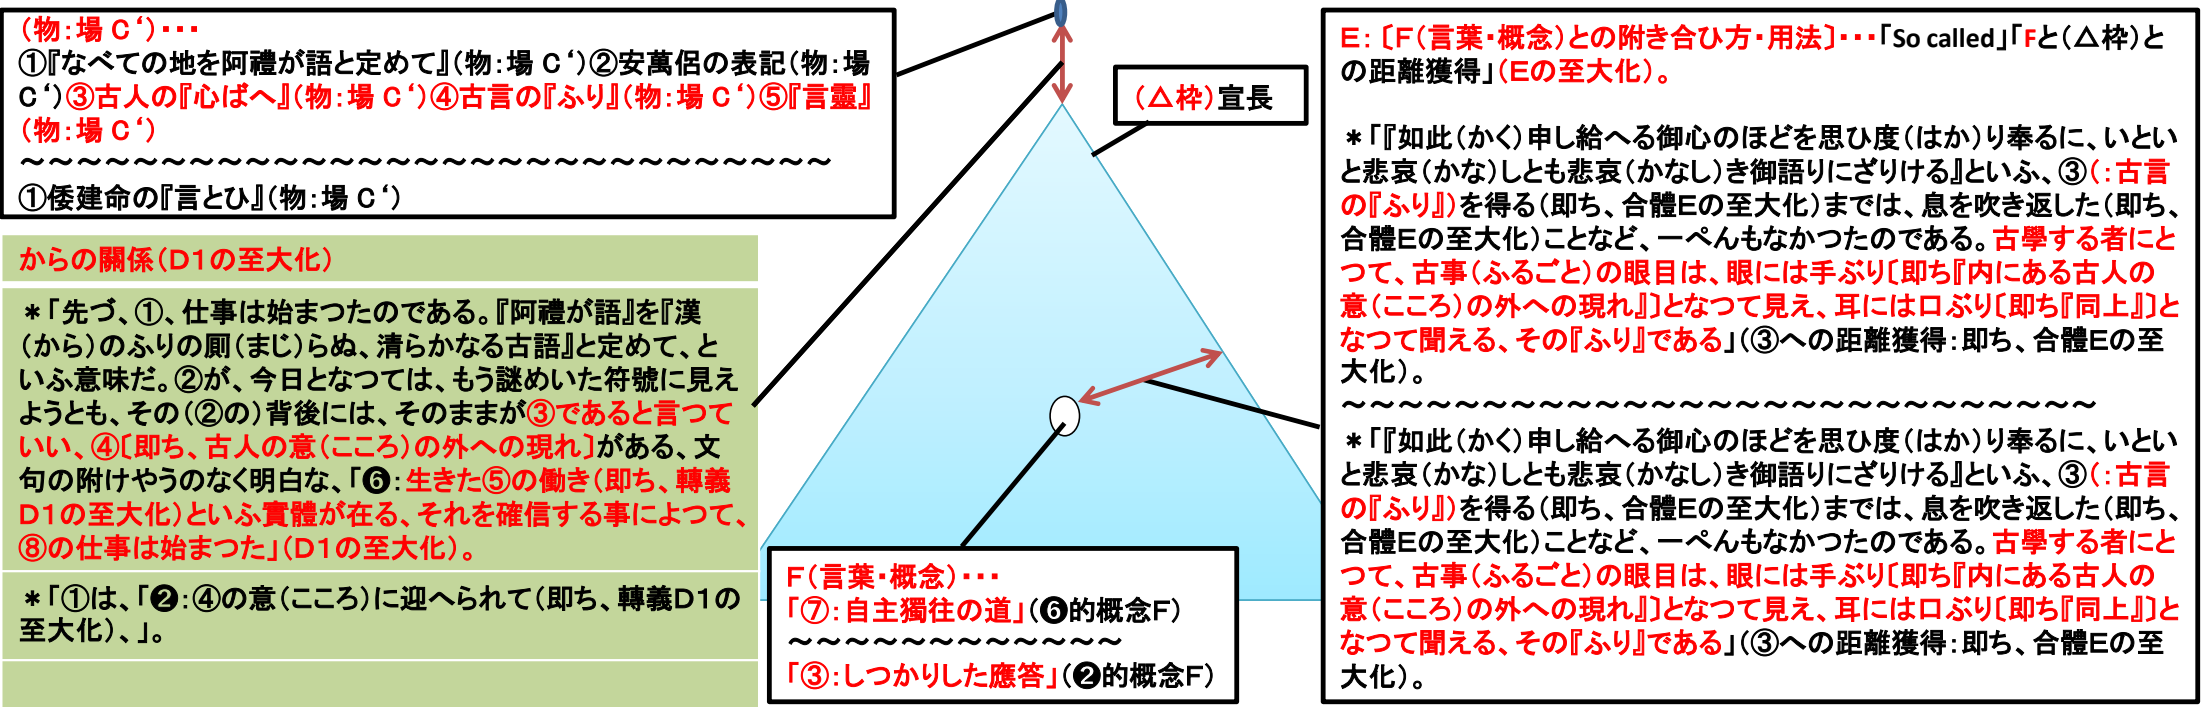 (物:場 C‘)・・・
①『なべての地を阿禮が語と定めて』(物:場 C‘)②安萬侶の表記(物:場
C‘)③古人の『心ばへ』(物:場 C‘)④古言の『ふり』(物:場 C‘)⑤『言靈』
(物:場 C‘)
~~~~~~~~~~~~~~~~~~~~~~~~~~~~~
①倭建命の『言とひ』(物:場 C‘)
からの關係(D1の至大化)
*「先づ、①、仕事は始まつたのである。『阿禮が語』を『漢
(から)のふりの厠(まじ)らぬ、清らかなる古語』と定めて、と
いふ意味だ。②が、今日となつては、もう謎めいた符號に見え
ようとも、その(②の)背後には、そのままが③であると言つて
いい、④〔即ち、古人の意(こころ)の外への現れ〕がある、文
句の附けやうのなく明白な、「❻:生きた⑤の働き(即ち、轉義
D1の至大化)といふ實體が在る、それを確信する事によつて、
⑧の仕事は始まつた」(D1の至大化)。
*「①は、「❷:④の意(こころ)に迎へられて(即ち、轉義D1の
至大化)、」。
(△枠)宣長
F(言葉・概念)・・・
「⑦:自主獨往の道」(❻的概念F)
~~~~~~~~~~~~
「③:しつかりした應答」(❷的概念F)
E:〔F(言葉・概念)との附き合ひ方・用法〕・・・「So called」「Fと(△枠)と
の距離獲得」(Eの至大化)。
*「『如此(かく)申し給へる御心のほどを思ひ度(はか)り奉るに、いとい
と悲哀(かな)しとも悲哀(かなし)き御語りにざりける』といふ、③(:古言
の『ふり』)を得る(即ち、合體Eの至大化)までは、息を吹き返した(即ち、
合體Eの至大化)ことなど、一ぺんもなかつたのである。古學する者にと
つて、古事(ふるごと)の眼目は、眼には手ぶり〔即ち『内にある古人の
意(こころ)の外への現れ』〕となつて見え、耳には口ぶり〔即ち『同上』〕と
なつて聞える、その『ふり』である」(③への距離獲得:即ち、合體Eの至
大化)。
~~~~~~~~~~~~~~~~~~~~~~~~~~~
*「『如此(かく)申し給へる御心のほどを思ひ度(はか)り奉るに、いとい
と悲哀(かな)しとも悲哀(かなし)き御語りにざりける』といふ、③(:古言
の『ふり』)を得る(即ち、合體Eの至大化)までは、息を吹き返した(即ち、
合體Eの至大化)ことなど、一ぺんもなかつたのである。古學する者にと
つて、古事(ふるごと)の眼目は、眼には手ぶり〔即ち『内にある古人の
意(こころ)の外への現れ』〕となつて見え、耳には口ぶり〔即ち『同上』〕と
なつて聞える、その『ふり』である」(③への距離獲得:即ち、合體Eの至
大化)。